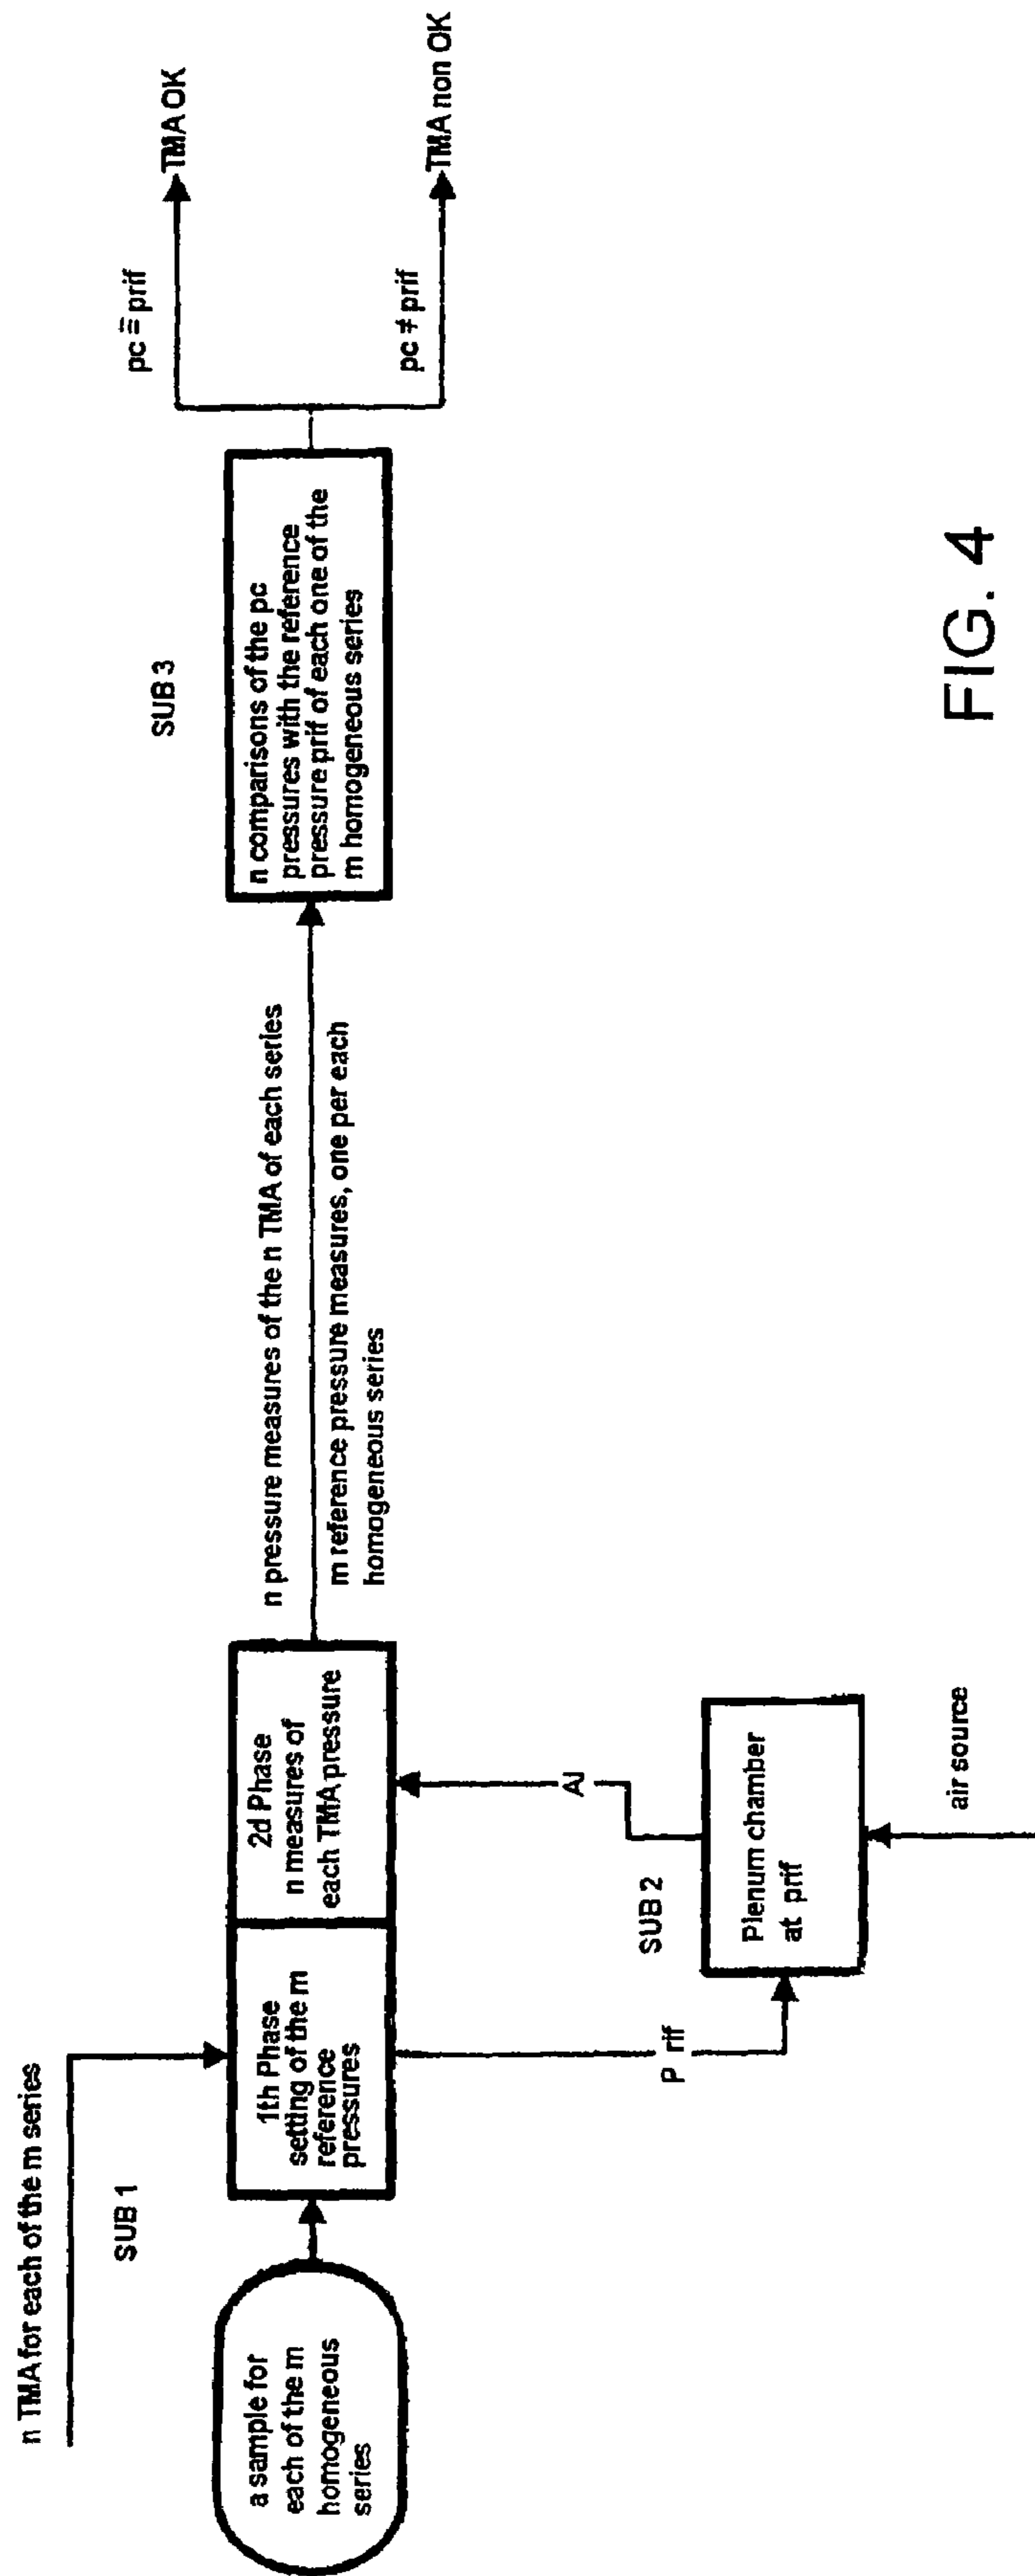 n TMA for each of the m series
SUB 1
a sample for
each of the m
homogeneous
series
1th Phase
setting of the m
reference
pressures
2d Phase
n measures of
each TMA pressure
P rif
AJ
SUB 2
Plenum chamber
at prif
air source
n pressure measures of the n TMA of each series
m reference pressure measures, one per each
homogeneous series
SUB 3
n comparisons of the pc
pressures with the reference
pressure prif of each one of the
m homogeneous series
pc ≅ prif
TMA OK
pc ≠ prif
TMA non OK
FIG. 4